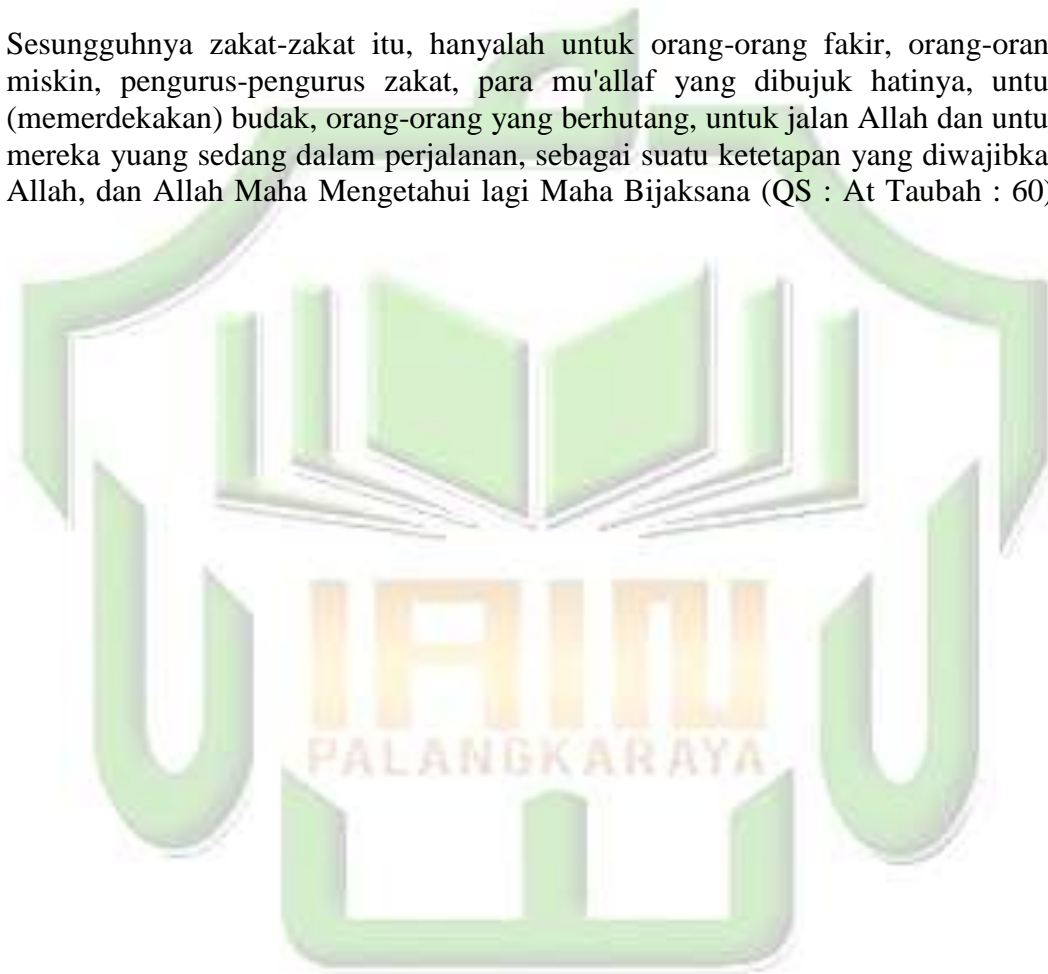 Sesungguhnya zakat-zakat itu, hanyalah untuk orang-orang fakir, orang-oran
miskin, pengurus-pengurus zakat, para mu'allaf yang dibujuk hatinya, untu
(memerdekakan) budak, orang-orang yang berhutang, untuk jalan Allah dan untu
mereka yuang sedang dalam perjalanan, sebagai suatu ketetapan yang diwajibka
Allah, dan Allah Maha Mengetahui lagi Maha Bijaksana (QS : At Taubah : 60)
IAIN
PALANGKARAYA